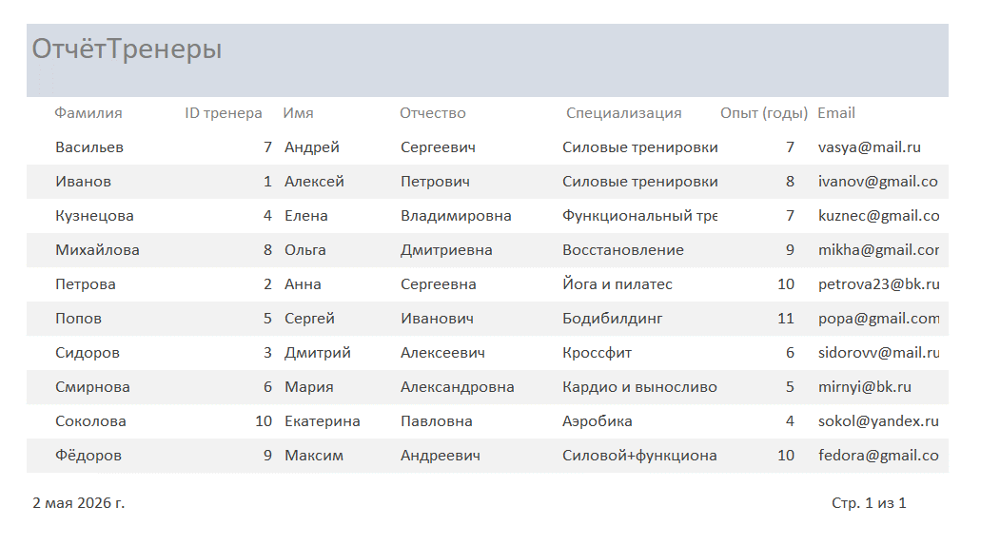 ОтчётТренеры
Фамилия ID тренера Имя Отчество Специализация Опыт (годы) Email
Васильев 7 Андрей Сергеевич Силовые тренировки 7 vasya@mail.ru
Иванов 1 Алексей Петрович Силовые тренировки 8 ivanov@gmail.co
Кузнецова 4 Елена Владимировна Функциональный тре 7 kuznec@gmail.co
Михайлова 8 Ольга Дмитриевна Восстановление 9 mikha@gmail.cor
Петрова 2 Анна Сергеевна Йога и пилатес 10 petrova23@bk.ru
Попов 5 Сергей Иванович Бодибилдинг 11 popa@gmail.com
Сидоров 3 Дмитрий Алексеевич Кроссфит 6 sidorovv@mail.ru
Смирнова 6 Мария Александровна Кардио и выносливо 5 mirnyi@bk.ru
Соколова 10 Екатерина Павловна Аэробика 4 sokol@yandex.ru
Фёдоров 9 Максим Андреевич Силовой+функциона 10 fedora@gmail.co
2 мая 2026 г. Стр. 1 из 1